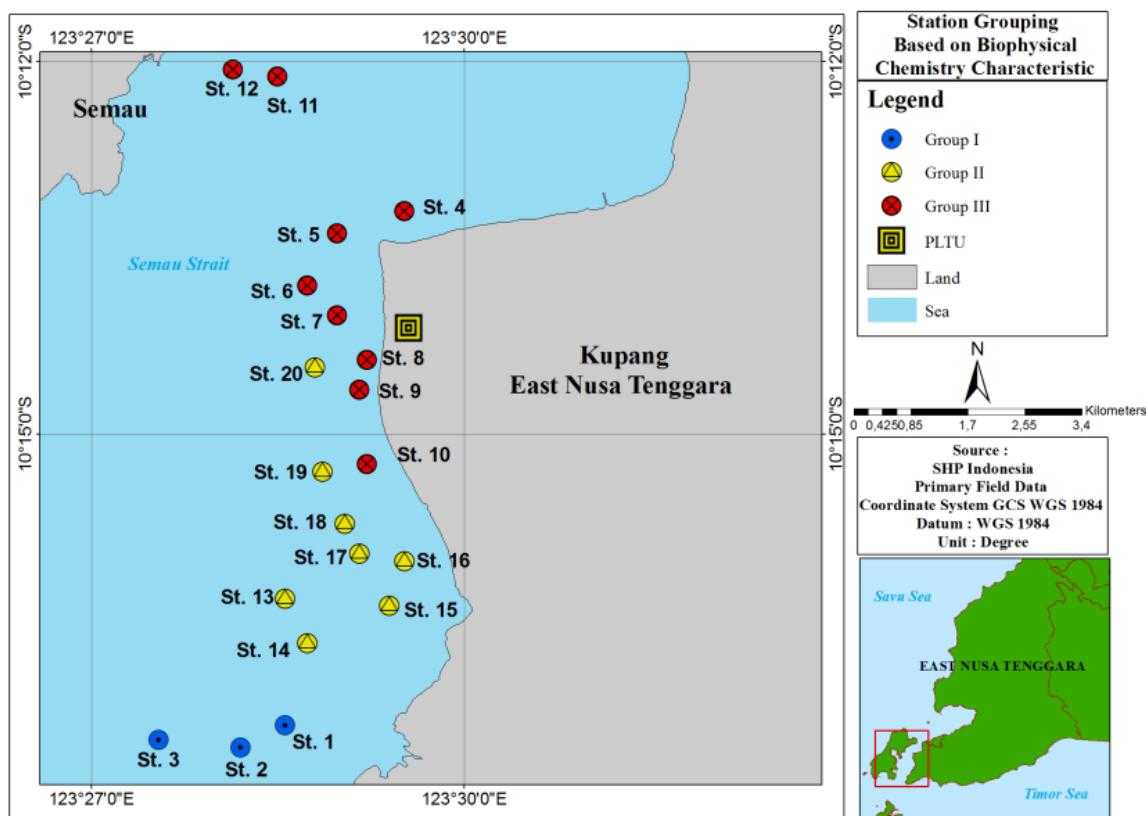 123°27'0"E
123°30'0"E
10°12'0"S
10°12'0"S
St. 12
St. 11
Semau
St. 4
St. 5
Semau Strait
St. 6
St. 7
St. 8
St. 20
St. 9
Kupang
East Nusa Tenggara
10°15'0"S
10°15'0"S
St. 10
St. 19
St. 18
St. 17
St. 16
St. 13
St. 15
St. 14
St. 1
St. 3
St. 2
123°27'0"E
123°30'0"E
Station Grouping
Based on Biophysical
Chemistry Characteristic
Legend
Group I
Group II
Group III
PLTU
Land
Sea
N
Kilometers
0 0,4250,85 1,7 2,55 3,4
Source :
SHP Indonesia
Primary Field Data
Coordinate System GCS WGS 1984
Datum : WGS 1984
Unit : Degree
Savu Sea
EAST NUSA TENGGARA
Timor Sea